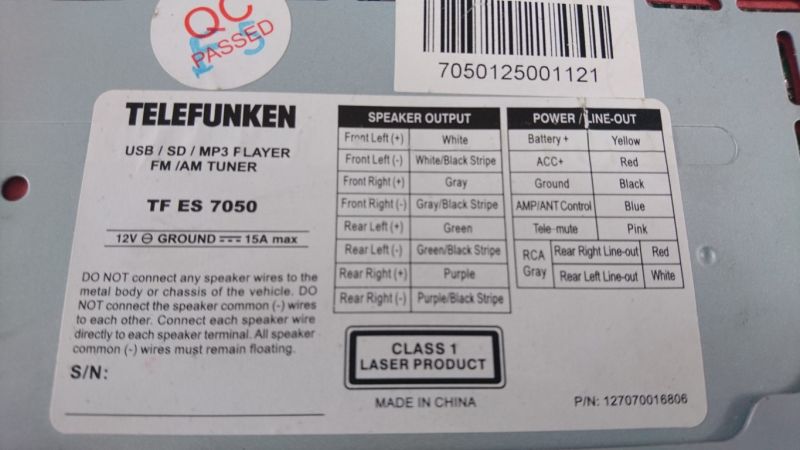 QC
PASSED
7050125001121
TELEFUNKEN
USB / SD / MP3 FLAYER
FM /AM TUNER
TF ES 7050
12V ⊖ GROUND ⎓ 15A max
DO NOT connect any speaker wires to the
metal body or chassis of the vehicle. DO
NOT connect the speaker common (-) wires
to each other. Connect each speaker wire
directly to each speaker terminal. All speaker
common (-) wires must remain floating.
S/N:
SPEAKER OUTPUT
Front Left (+) White
Front Left (-) White/Black Stripe
Front Right (+) Gray
Front Right (-) Gray/Black Stripe
Rear Left (+) Green
Rear Left (-) Green/Black Stripe
Rear Right (+) Purple
Rear Right (-) Purple/Black Stripe
POWER / LINE-OUT
Battery + Yellow
ACC+ Red
Ground Black
AMP/ANT Control Blue
Tele-mute Pink
RCA Gray
Rear Right Line-out Red
Rear Left Line-out White
CLASS 1
LASER PRODUCT
MADE IN CHINA
P/N: 127070016806